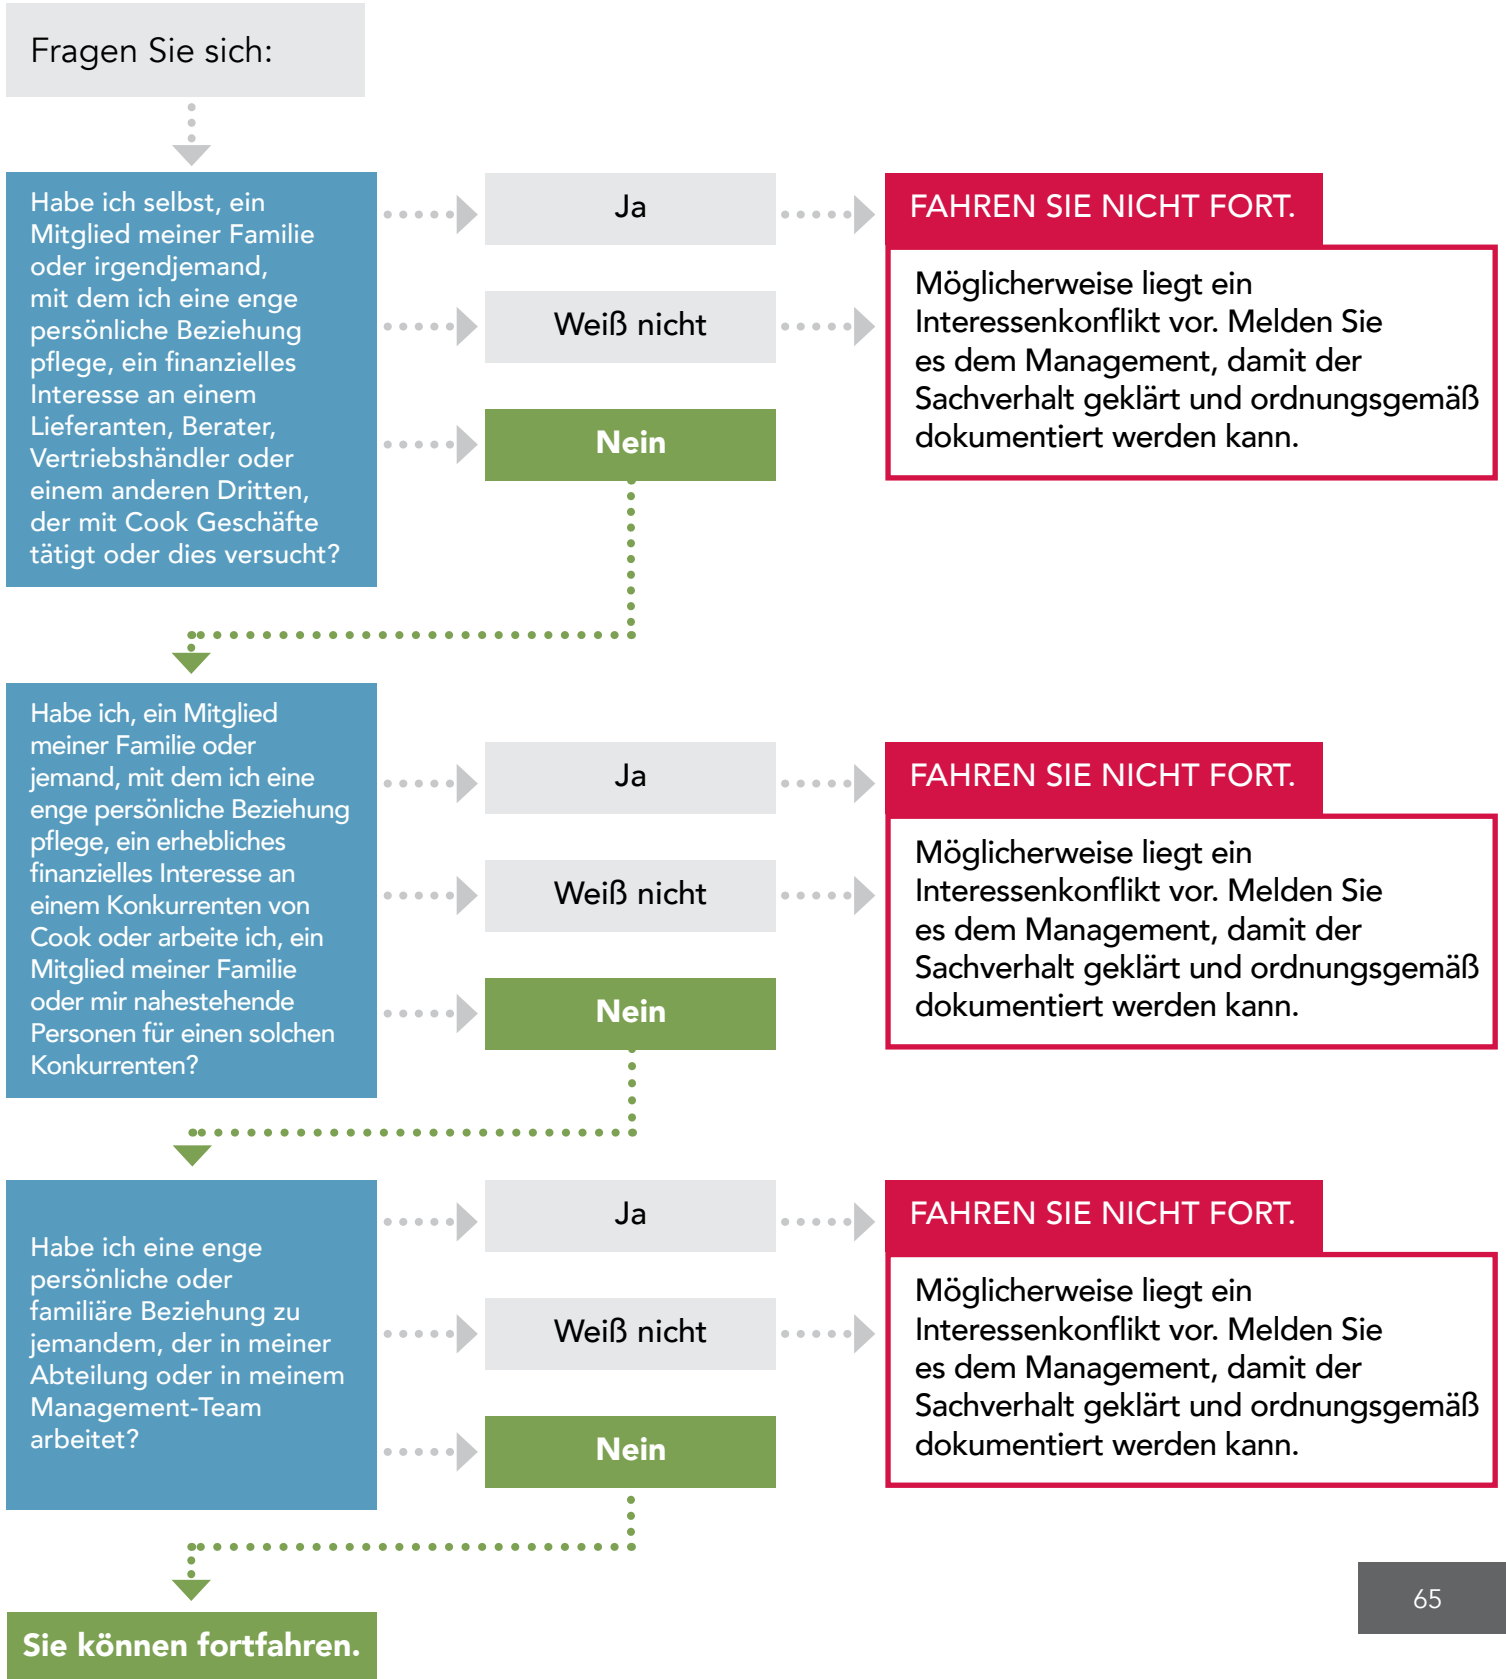 Fragen Sie sich:
Habe ich selbst, ein
Mitglied meiner Familie
oder irgendjemand,
mit dem ich eine enge
persönliche Beziehung
pflege, ein finanzielles
Interesse an einem
Lieferanten, Berater,
Vertriebshändler oder
einem anderen Dritten,
der mit Cook Geschäfte
tätigt oder dies versucht?
Ja
Weiß nicht
Nein
FAHREN SIE NICHT FORT.
Möglicherweise liegt ein
Interessenkonflikt vor. Melden Sie
es dem Management, damit der
Sachverhalt geklärt und ordnungsgemäß
dokumentiert werden kann.
Habe ich, ein Mitglied
meiner Familie oder
jemand, mit dem ich eine
enge persönliche Beziehung
pflege, ein erhebliches
finanzielles Interesse an
einem Konkurrenten von
Cook oder arbeite ich, ein
Mitglied meiner Familie
oder mir nahestehende
Personen für einen solchen
Konkurrenten?
Ja
Weiß nicht
Nein
FAHREN SIE NICHT FORT.
Möglicherweise liegt ein
Interessenkonflikt vor. Melden Sie
es dem Management, damit der
Sachverhalt geklärt und ordnungsgemäß
dokumentiert werden kann.
Habe ich eine enge
persönliche oder
familiäre Beziehung zu
jemandem, der in meiner
Abteilung oder in meinem
Management-Team
arbeitet?
Ja
Weiß nicht
Nein
FAHREN SIE NICHT FORT.
Möglicherweise liegt ein
Interessenkonflikt vor. Melden Sie
es dem Management, damit der
Sachverhalt geklärt und ordnungsgemäß
dokumentiert werden kann.
Sie können fortfahren.
65